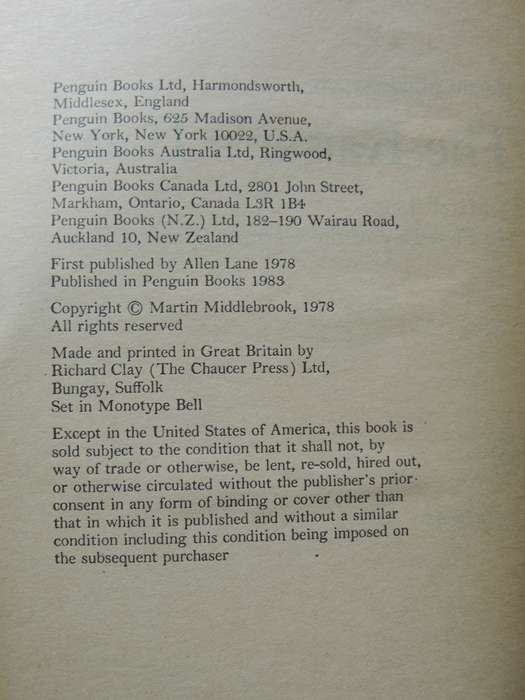 Penguin Books Ltd, Harmondsworth,
Middlesex, England
Penguin Books, 625 Madison Avenue,
New York, New York 10022, U.S.A.
Penguin Books Australia Ltd, Ringwood,
Victoria, Australia
Penguin Books Canada Ltd, 2801 John Street,
Markham, Ontario, Canada L3R 1B4
Penguin Books (N.Z.) Ltd, 182–190 Wairau Road,
Auckland 10, New Zealand
First published by Allen Lane 1978
Published in Penguin Books 1983
Copyright © Martin Middlebrook, 1978
All rights reserved
Made and printed in Great Britain by
Richard Clay (The Chaucer Press) Ltd,
Bungay, Suffolk
Set in Monotype Bell
Except in the United States of America, this book is
sold subject to the condition that it shall not, by
way of trade or otherwise, be lent, re-sold, hired out,
or otherwise circulated without the publisher's prior
consent in any form of binding or cover other than
that in which it is published and without a similar
condition including this condition being imposed on
the subsequent purchaser